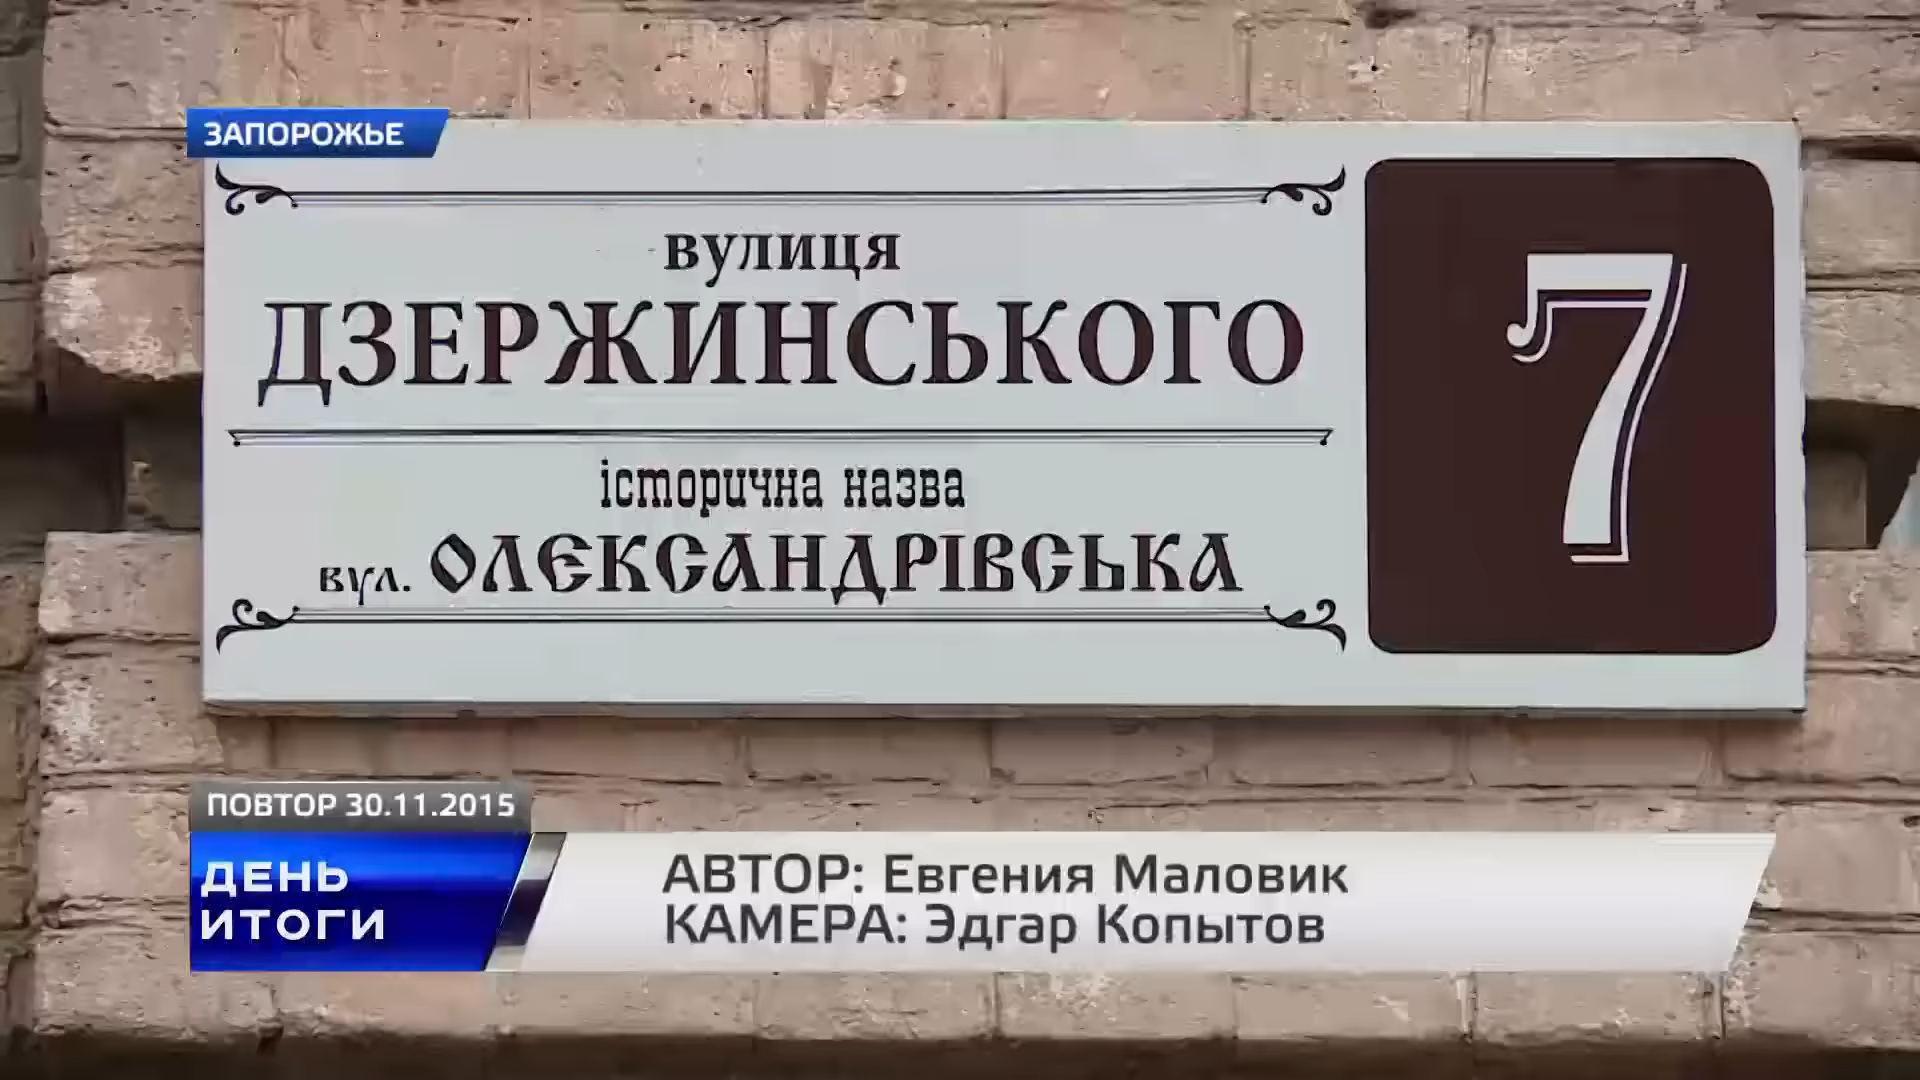 ЗАПОРОЖЬЕ
вулиця
ДЗЕРЖИНСЬКОГО
7
історична назва
вул. ОЛЕКСАНДРІВСЬКА
ПОВТОР 30.11.2015
ДЕНЬ
ИТОГИ
АВТОР: Евгения Маловик
КАМЕРА: Эдгар Копытов